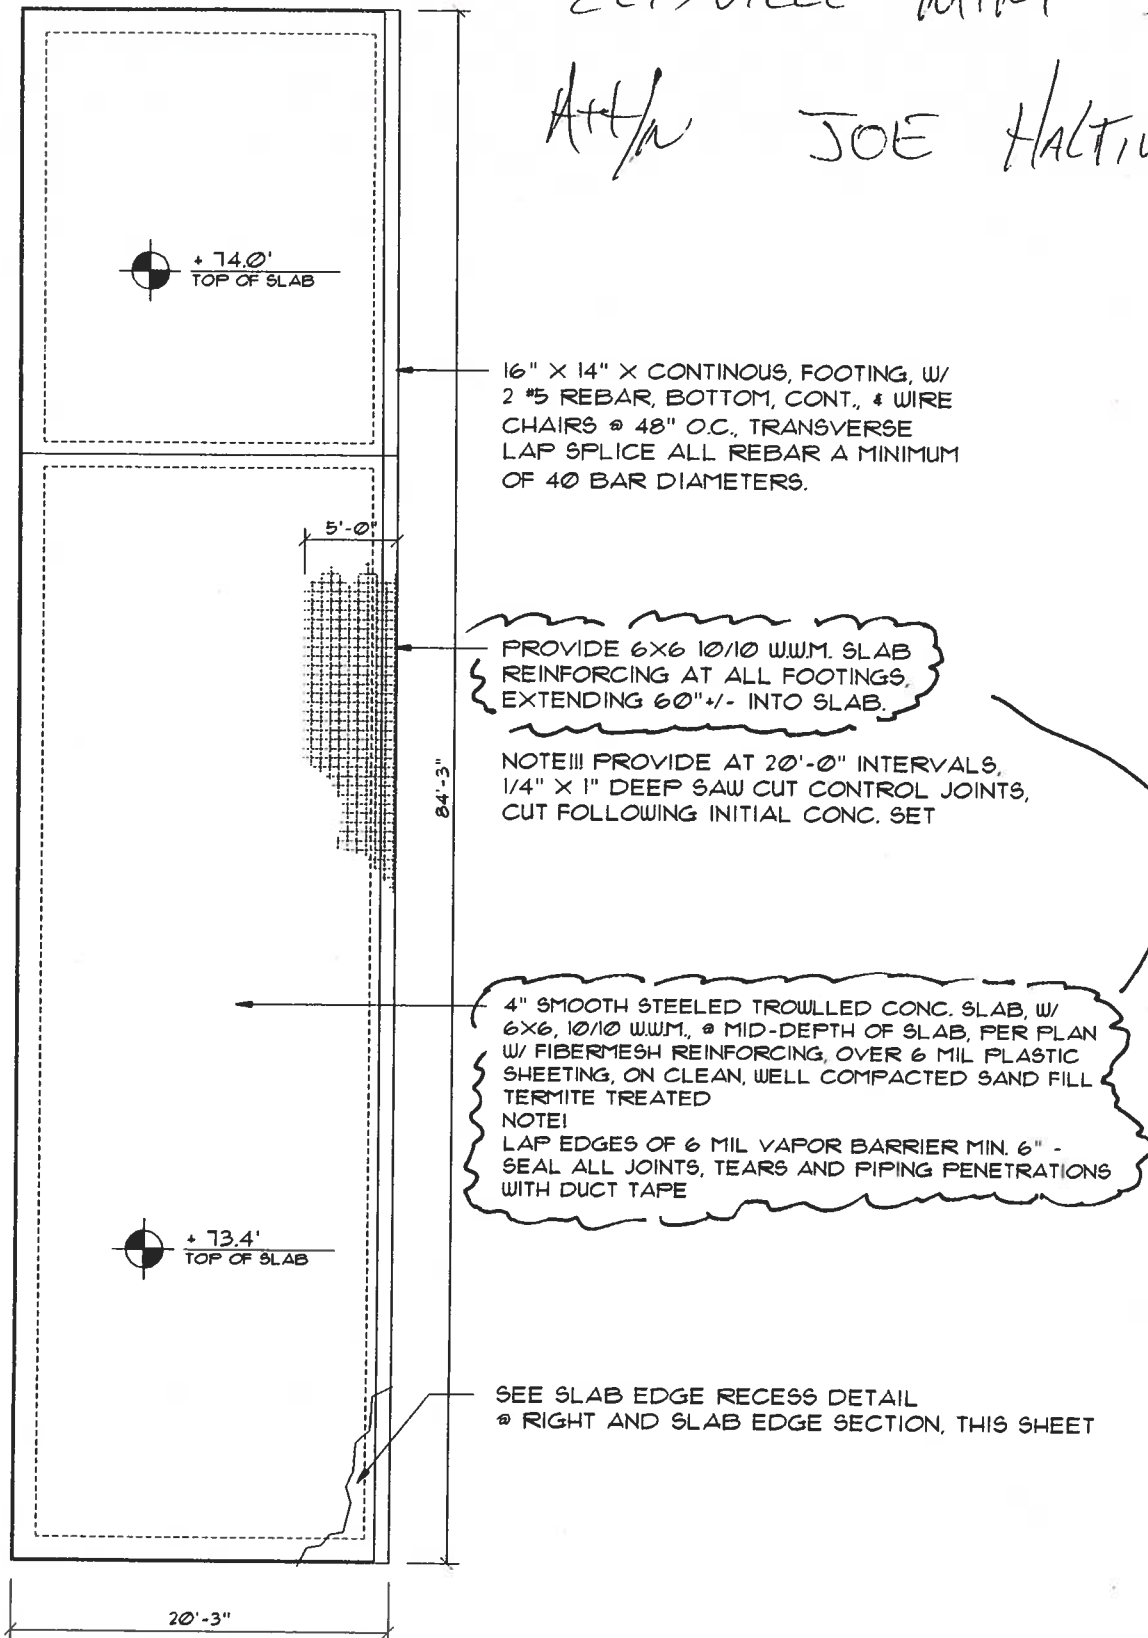 Att/n JOE
+ 74.0'
TOP OF SLAB
16" X 14" X CONTINOUS, FOOTING, W/
2 #5 REBAR, BOTTOM, CONT., & WIRE
CHAIRS @ 48" O.C., TRANSVERSE
LAP SPLICE ALL REBAR A MINIMUM
OF 40 BAR DIAMETERS.
5'-0"
PROVIDE 6X6 10/10 W.W.M. SLAB
REINFORCING AT ALL FOOTINGS,
EXTENDING 60"+/- INTO SLAB.
NOTE!!! PROVIDE AT 20'-0" INTERVALS,
1/4" X 1" DEEP SAW CUT CONTROL JOINTS,
CUT FOLLOWING INITIAL CONC. SET
84'-3"
4" SMOOTH STEELED TROWLLED CONC. SLAB, W/
6X6, 10/10 W.W.M., @ MID-DEPTH OF SLAB, PER PLAN
W/ FIBERMESH REINFORCING, OVER 6 MIL PLASTIC
SHEETING, ON CLEAN, WELL COMPACTED SAND FILL
TERMITE TREATED
NOTE!
LAP EDGES OF 6 MIL VAPOR BARRIER MIN. 6" -
SEAL ALL JOINTS, TEARS AND PIPING PENETRATIONS
WITH DUCT TAPE
+ 73.4'
TOP OF SLAB
SEE SLAB EDGE RECESS DETAIL
@ RIGHT AND SLAB EDGE SECTION, THIS SHEET
20'-3"